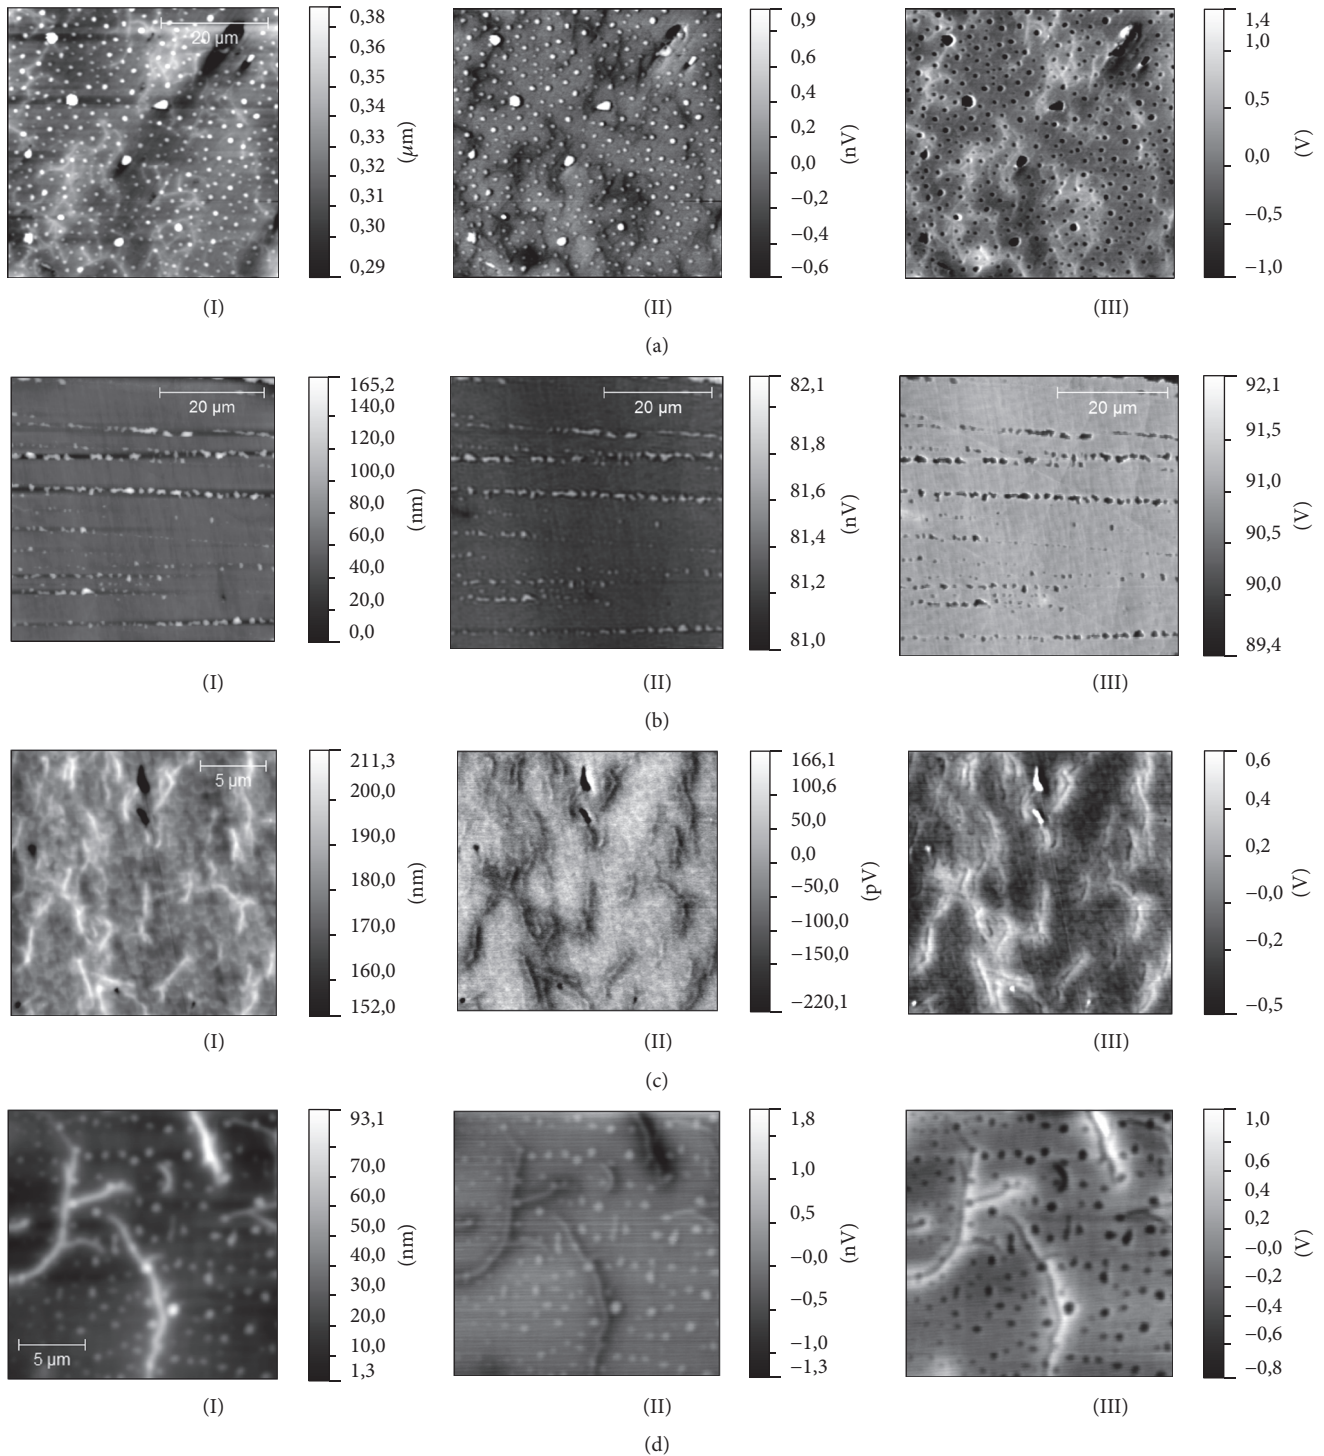 20 µm
0,38
0,36
0,35
0,34
0,33
0,32
0,31
0,30
0,29
(µm)
0,9
0,6
0,4
0,2
0,0
−0,2
−0,4
−0,6
(nV)
1,4
1,0
0,5
0,0
−0,5
−1,0
(V)
(I)
(II)
(III)
(a)
20 µm
165,2
140,0
120,0
100,0
80,0
60,0
40,0
20,0
0,0
(nm)
20 µm
82,1
81,8
81,6
81,4
81,2
81,0
(nV)
20 µm
92,1
91,5
91,0
90,5
90,0
89,4
(V)
(I)
(II)
(III)
(b)
5 µm
211,3
200,0
190,0
180,0
170,0
160,0
152,0
(nm)
166,1
100,6
50,0
0,0
−50,0
−100,0
−150,0
−220,1
(pV)
0,6
0,4
0,2
−0,0
−0,2
−0,5
(V)
(I)
(II)
(III)
(c)
5 µm
93,1
70,0
60,0
50,0
40,0
30,0
20,0
10,0
1,3
(nm)
1,8
1,0
0,5
−0,0
−0,5
−1,0
−1,3
(nV)
1,0
0,6
0,4
0,2
−0,0
−0,2
−0,4
−0,6
−0,8
(V)
(I)
(II)
(III)
(d)